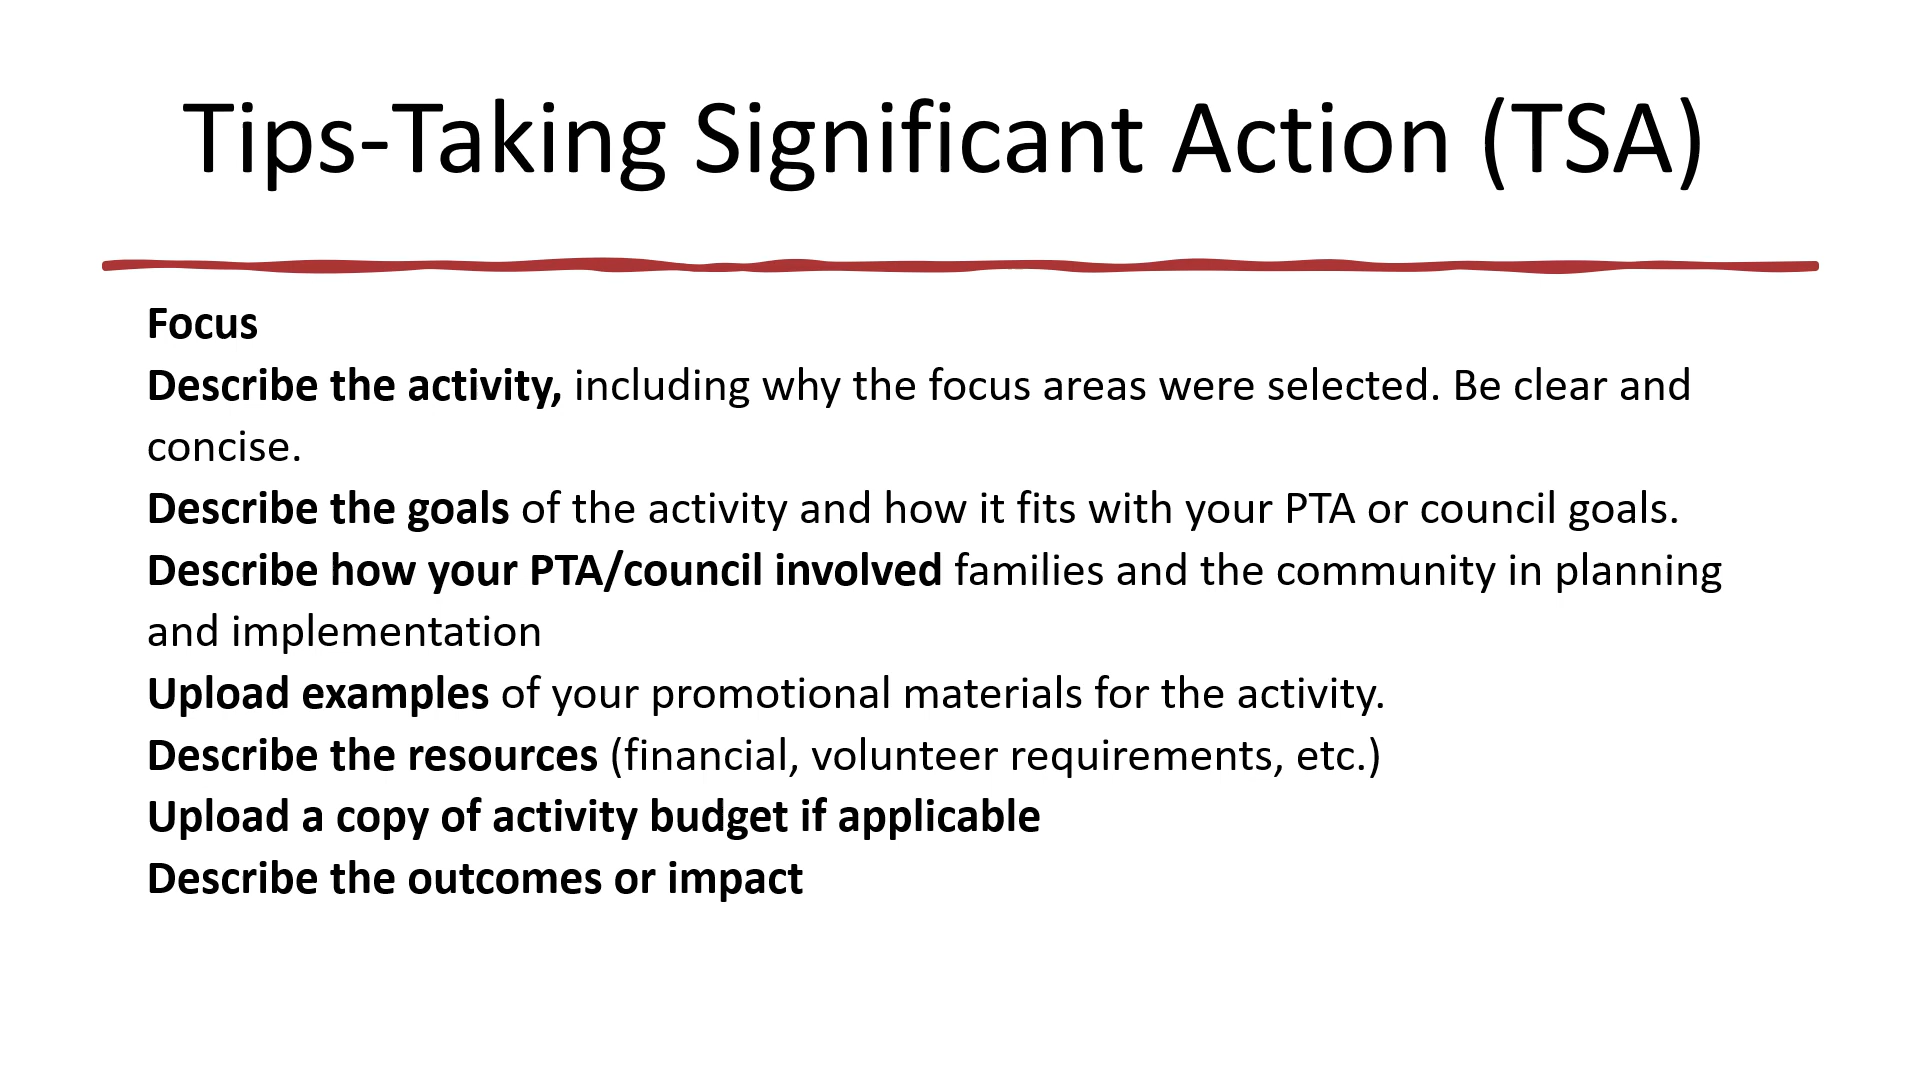 Tips-Taking Significant Action (TSA)
Focus
Describe the activity, including why the focus areas were selected. Be clear and
concise.
Describe the goals of the activity and how it fits with your PTA or council goals.
Describe how your PTA/council involved families and the community in planning
and implementation
Upload examples of your promotional materials for the activity.
Describe the resources (financial, volunteer requirements, etc.)
Upload a copy of activity budget if applicable
Describe the outcomes or impact